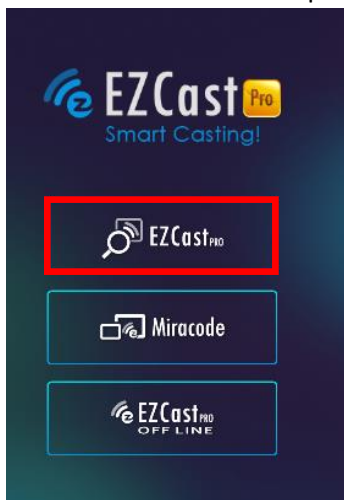 EZCast Pro
Smart Casting!
EZCast PRO
Miracode
EZCast PRO
OFF LINE